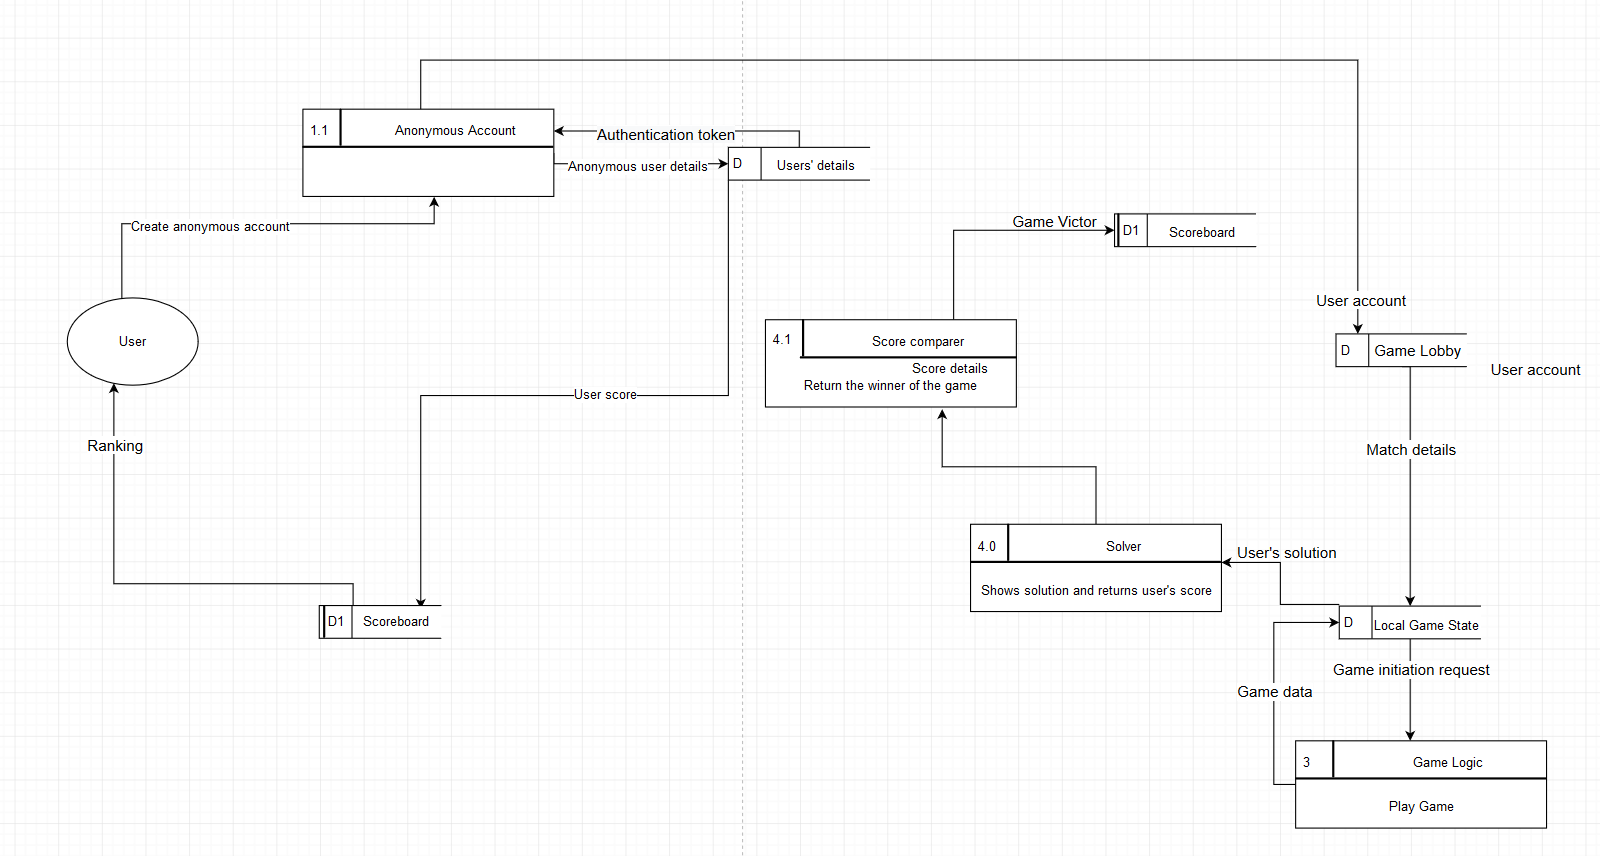 1.1
Anonymous Account
Authentication token
Anonymous user details
D
Users' details
Create anonymous account
Game Victor
D1
Scoreboard
User
User account
4.1
Score comparer
Score details
Return the winner of the game
D
Game Lobby
User account
User score
Ranking
Match details
4.0
Solver
User's solution
Shows solution and returns user's score
D1
Scoreboard
D
Local Game State
Game initiation request
Game data
3
Game Logic
Play Game